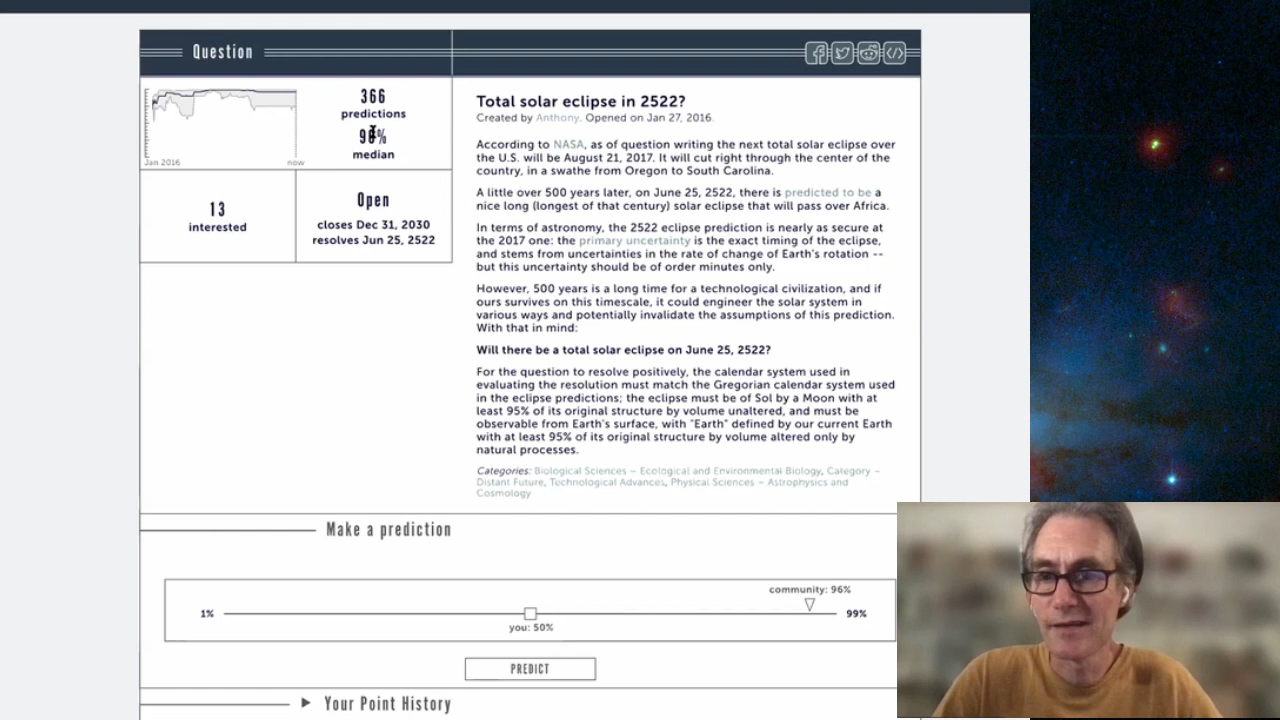 Question
366
predictions
median
Jan 2016
now
13
interested
Open
closes Dec 31, 2030
resolves Jun 25, 2522
Total solar eclipse in 2522?
Created by Anthony. Opened on Jan 27, 2016.
According to NASA, as of question writing the next total solar eclipse over
the U.S. will be August 21, 2017. It will cut right through the center of the
country, in a swathe from Oregon to South Carolina.
A little over 500 years later, on June 25, 2522, there is predicted to be a
nice long (longest of that century) solar eclipse that will pass over Africa.
In terms of astronomy, the 2522 eclipse prediction is nearly as secure at
the 2017 one: the primary uncertainty is the exact timing of the eclipse,
and stems from uncertainties in the rate of change of Earth's rotation --
but this uncertainty should be of order minutes only.
However, 500 years is a long time for a technological civilization, and if
ours survives on this timescale, it could engineer the solar system in
various ways and potentially invalidate the assumptions of this prediction.
With that in mind:
Will there be a total solar eclipse on June 25, 2522?
For the question to resolve positively, the calendar system used in
evaluating the resolution must match the Gregorian calendar system used
in the eclipse predictions; the eclipse must be of Sol by a Moon with at
least 95% of its original structure by volume unaltered, and must be
observable from Earth's surface, with "Earth" defined by our current Earth
with at least 95% of its original structure by volume altered only by
natural processes.
Categories: Biological Sciences – Ecological and Environmental Biology, Category –
Distant Future, Technological Advances, Physical Sciences – Astrophysics and
Cosmology
Make a prediction
community: 96%
1%
99%
you: 50%
PREDICT
Your Point History